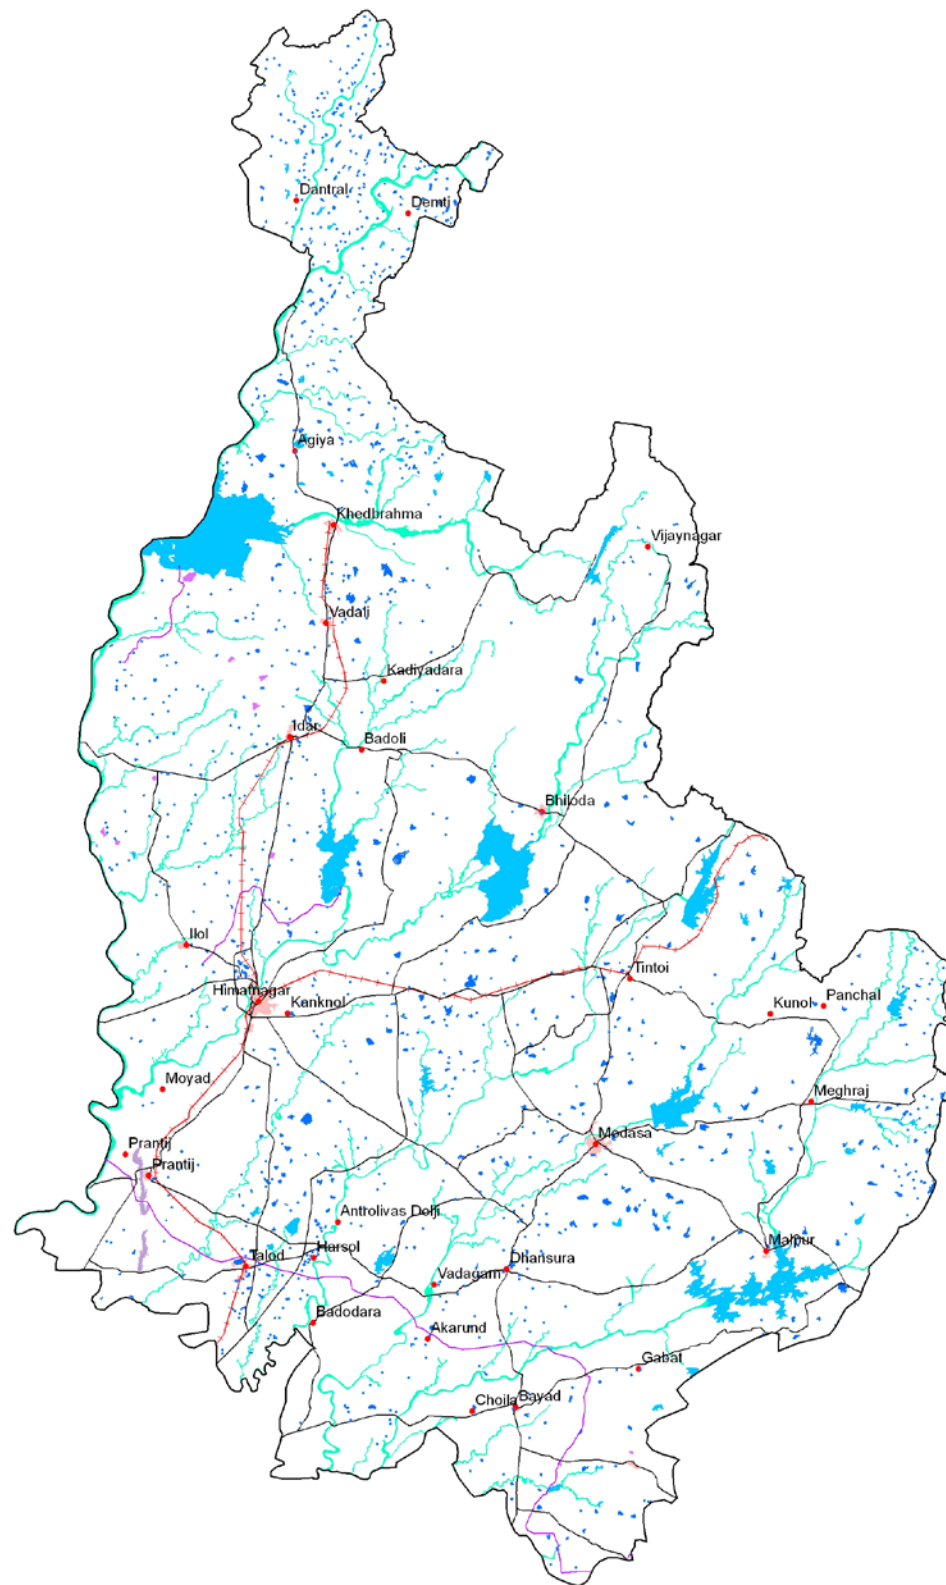 Dantral
Demti
Agiya
Khedbrahma
Vijaynagar
Vadali
Kadiyadara
Idar
Badoli
Bhiloda
Ilol
Tintoi
Himatnagar
Kanknol
Kunol
Panchal
Moyad
Meghraj
Modasa
Prantij
Prantij
Antrolivas Dolji
Harsol
Talod
Malpur
Dhansura
Vadagam
Badodara
Akarund
Gabat
Choila
Bayad